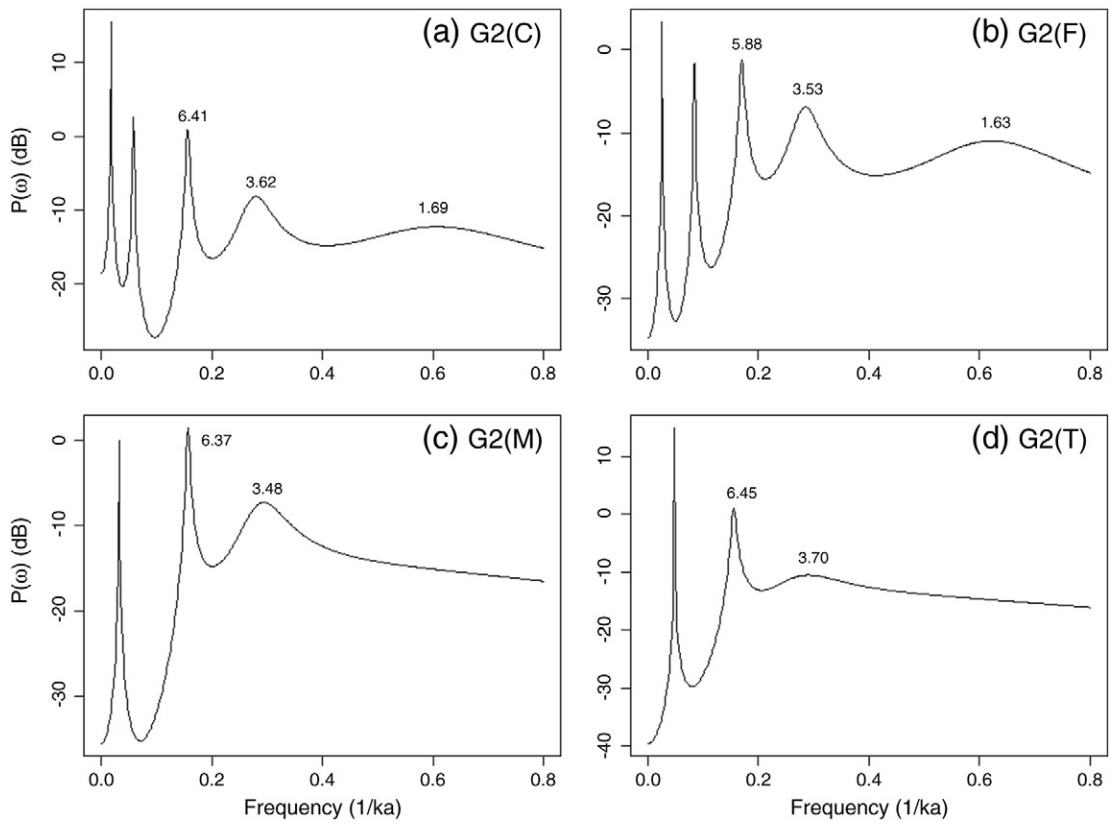 (a) G2(C)
6.41
3.62
1.69
P(ω) (dB)
10
0
-10
-20
0.0 0.2 0.4 0.6 0.8
(b) G2(F)
5.88
3.53
1.63
0
-10
-20
-30
0.0 0.2 0.4 0.6 0.8
(c) G2(M)
6.37
3.48
P(ω) (dB)
0
-10
-20
-30
0.0 0.2 0.4 0.6 0.8
Frequency (1/ka)
(d) G2(T)
6.45
3.70
10
0
-10
-20
-30
-40
0.0 0.2 0.4 0.6 0.8
Frequency (1/ka)